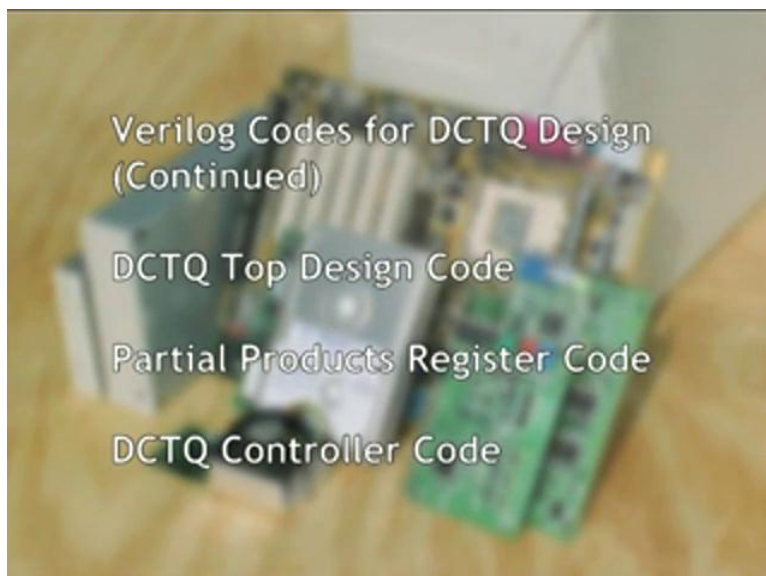 Verilog Codes for DCTQ Design
(Continued)
DCTQ Top Design Code
Partial Products Register Code
DCTQ Controller Code